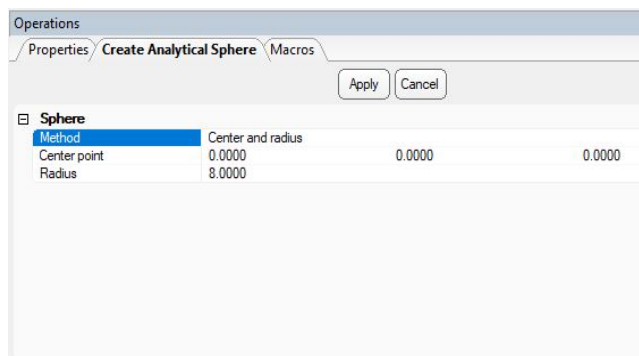 Operations
Properties Create Analytical Sphere Macros
Apply Cancel
Sphere
Method Center and radius
Center point 0.0000 0.0000 0.0000
Radius 8.0000